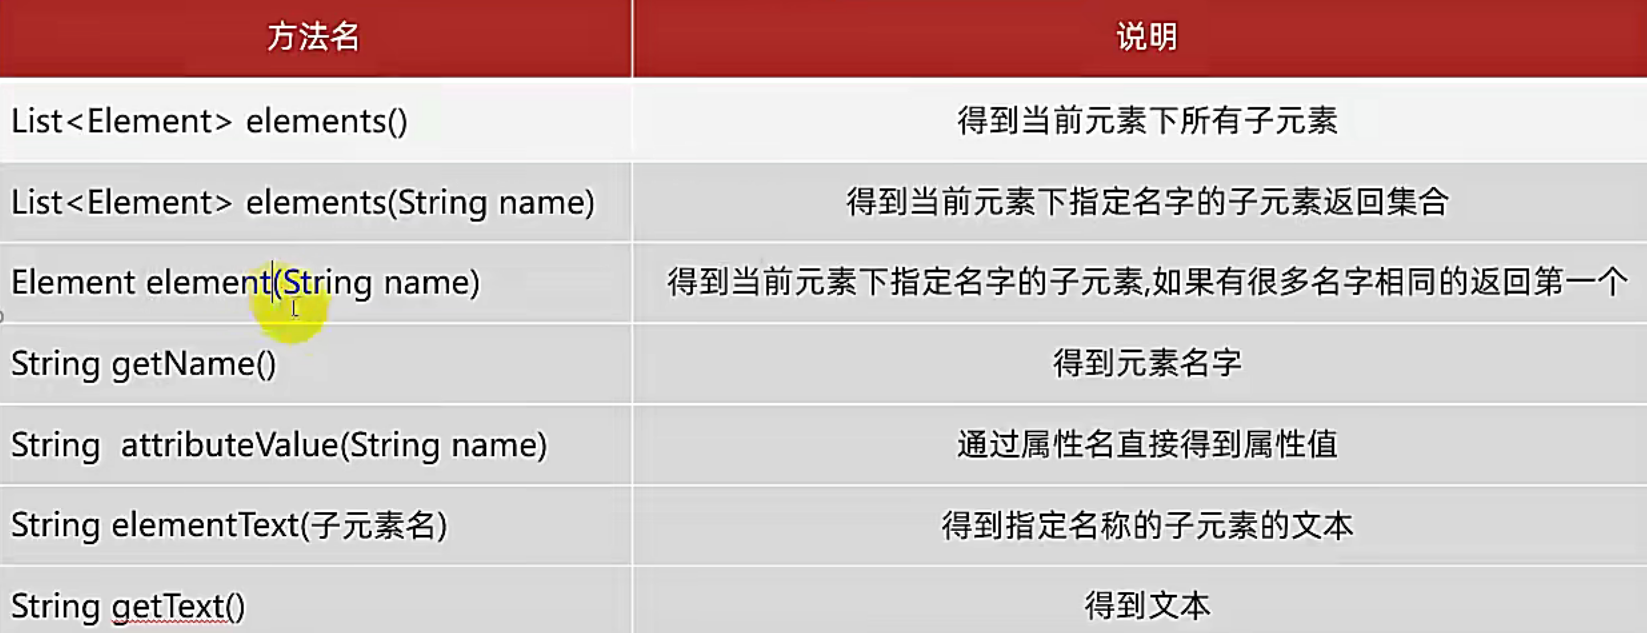 方法名 说明
List<Element> elements() 得到当前元素下所有子元素
List<Element> elements(String name) 得到当前元素下指定名字的子元素返回集合
Element element(String name) 得到当前元素下指定名字的子元素,如果有很多名字相同的返回第一个
String getName() 得到元素名字
String attributeValue(String name) 通过属性名直接得到属性值
String elementText(子元素名) 得到指定名称的子元素的文本
String getText() 得到文本